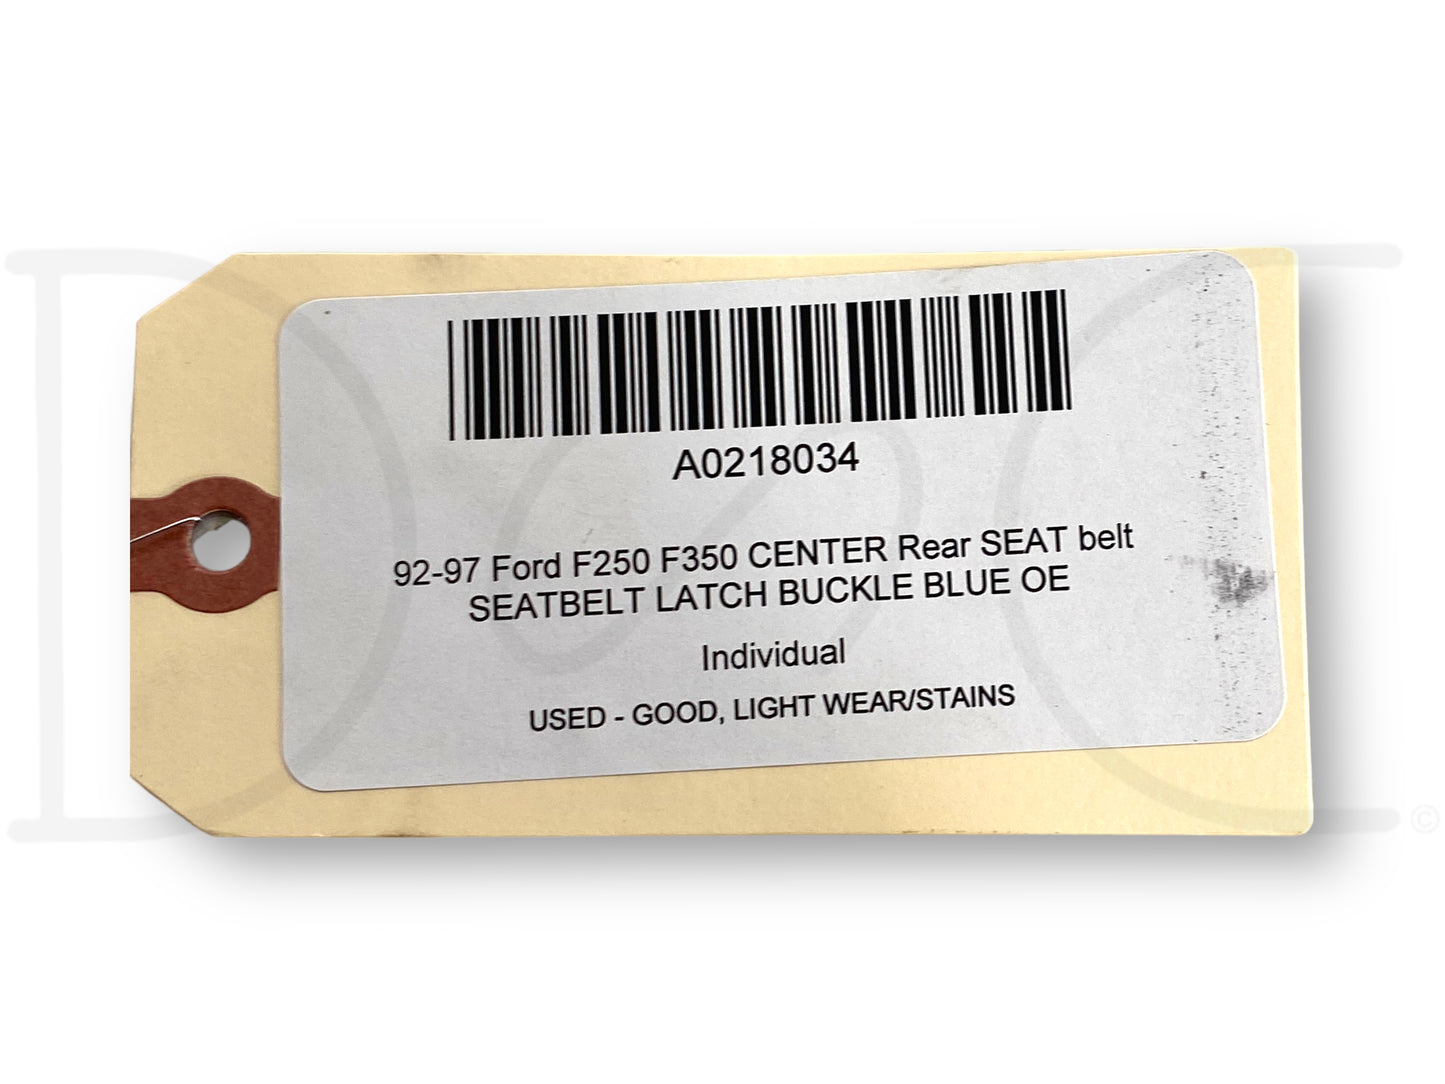 A0218034
92-97 Ford F250 F350 CENTER Rear SEAT belt
SEATBELT LATCH BUCKLE BLUE OE
Individual
USED - GOOD, LIGHT WEAR/STAINS